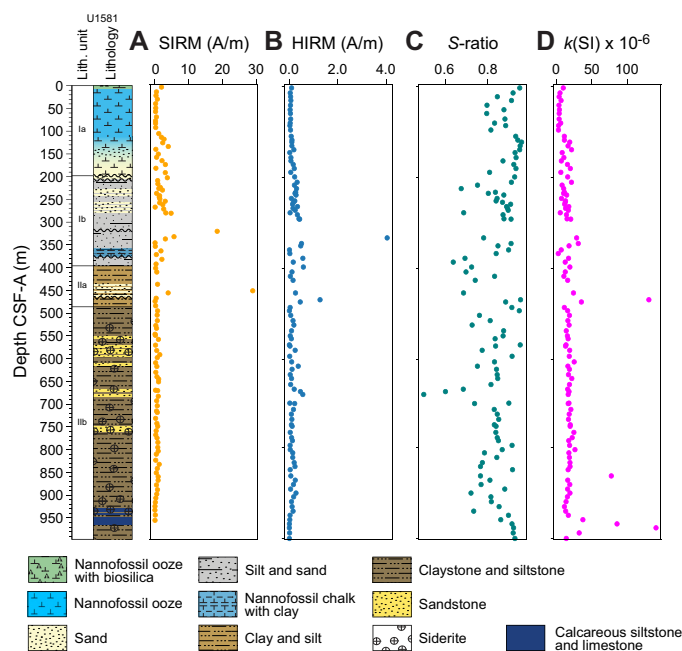 U1581
Lith. unit
Lithology
A SIRM (A/m)
B HIRM (A/m)
C S-ratio
D k(SI) x 10-6
0 10 20 30
0.0 2.0 4.0
0.6 0.8
0 50 100
Depth CSF-A (m)
0
50
100
150
200
250
300
350
400
450
500
550
600
650
700
750
800
850
900
950
Ia
Ib
IIa
IIb
Nannofossil ooze
with biosilica
Silt and sand
Claystone and siltstone
Nannofossil ooze
Nannofossil chalk
with clay
Sandstone
Sand
Clay and silt
Siderite
Calcareous siltstone
and limestone